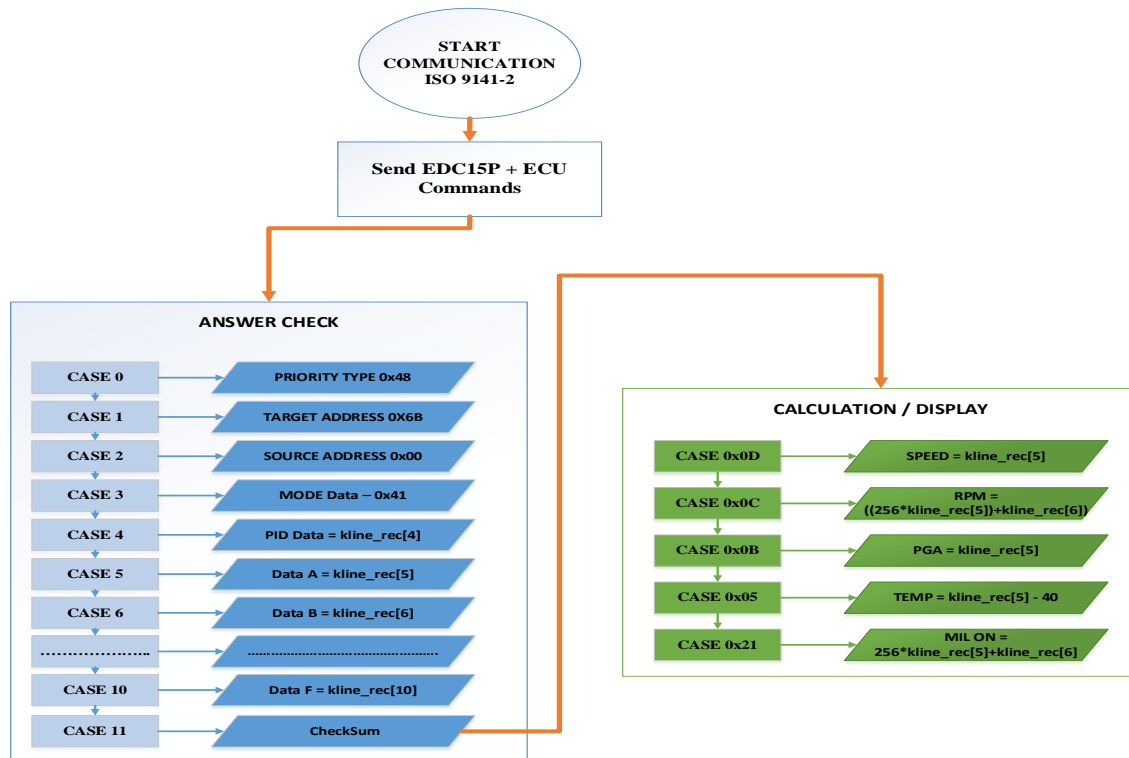 START
COMMUNICATION
ISO 9141-2
Send EDC15P + ECU
Commands
ANSWER CHECK
CASE 0
PRIORITY TYPE 0x48
CASE 1
TARGET ADDRESS 0X6B
CASE 2
SOURCE ADDRESS 0x00
CASE 3
MODE Data – 0x41
CASE 4
PID Data = kline_rec[4]
CASE 5
Data A = kline_rec[5]
CASE 6
Data B = kline_rec[6]
.......................
................................................
CASE 10
Data F = kline_rec[10]
CASE 11
CheckSum
CALCULATION / DISPLAY
CASE 0x0D
SPEED = kline_rec[5]
CASE 0x0C
RPM =
((256*kline_rec[5])+kline_rec[6])
CASE 0x0B
PGA = kline_rec[5]
CASE 0x05
TEMP = kline_rec[5] - 40
CASE 0x21
MIL ON =
256*kline_rec[5]+kline_rec[6]